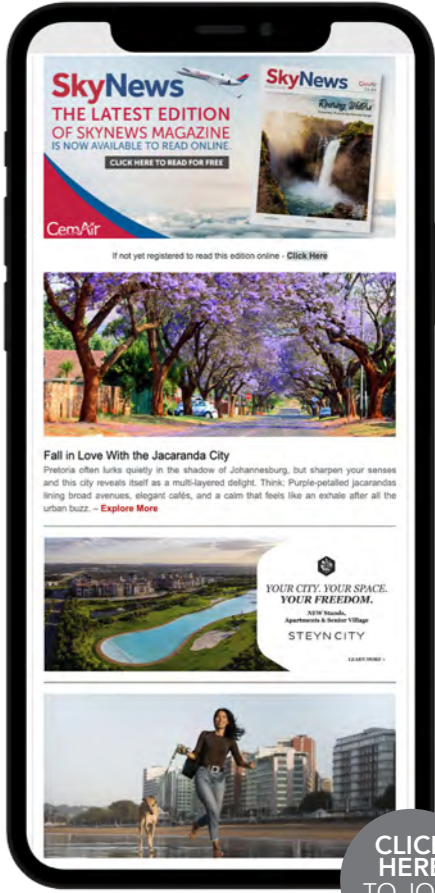 SkyNews
THE LATEST EDITION
OF SKYNEWS MAGAZINE
IS NOW AVAILABLE TO READ ONLINE.
CLICK HERE TO READ FOR FREE
CemAir
SkyNews
Roaring Waters
If not yet registered to read this edition online - Click Here
Fall in Love With the Jacaranda City
Pretoria often lurks quietly in the shadow of Johannesburg, but sharpen your senses
and this city reveals itself as a multi-layered delight. Think: Purple-petalled jacarandas
lining broad avenues, elegant cafés, and a calm that feels like an exhale after all the
urban buzz. – Explore More
YOUR CITY. YOUR SPACE.
YOUR FREEDOM.
NEW Stands,
Apartments & Senior Village
STEYN CITY
LEARN MORE >
CLICK
HERE